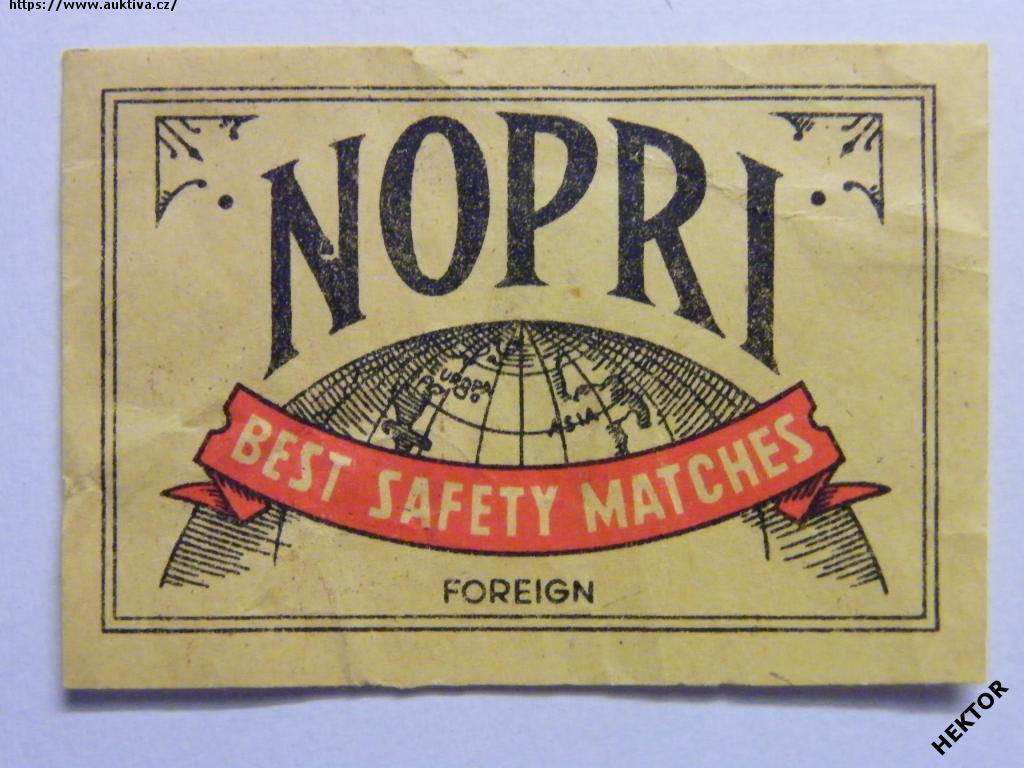 https://www.auktiva.cz/
NOPRI
EUROPA
ASIA
BEST SAFETY MATCHES
FOREIGN
HEKTOR